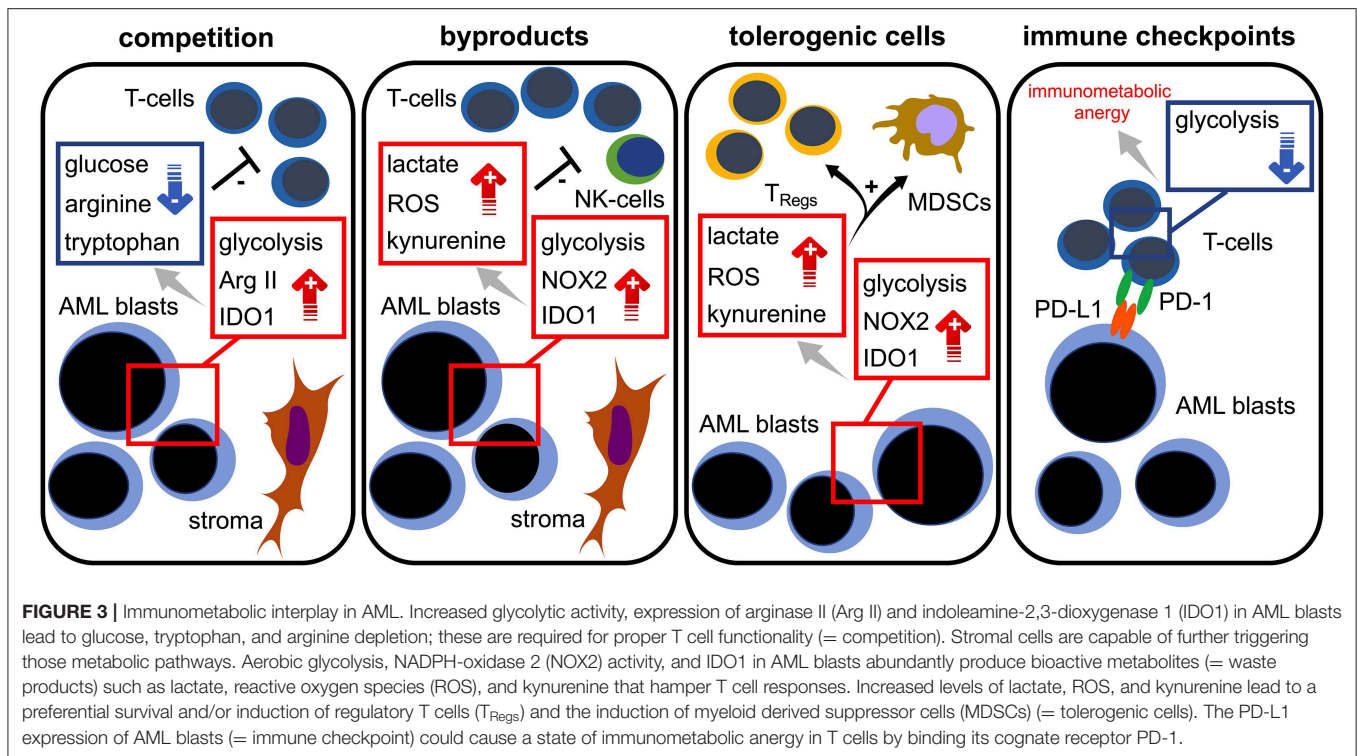 competition
T-cells
glucose
arginine
tryptophan
-
glycolysis
Arg II
IDO1
+
AML blasts
stroma
byproducts
T-cells
lactate
ROS
kynurenine
+
-
NK-cells
glycolysis
NOX2
IDO1
+
AML blasts
stroma
tolerogenic cells
TRegs
+
MDSCs
lactate
ROS
kynurenine
+
glycolysis
NOX2
IDO1
+
AML blasts
immune checkpoints
immunometabolic
anergy
glycolysis
-
T-cells
PD-L1
PD-1
AML blasts
FIGURE 3 | Immunometabolic interplay in AML. Increased glycolytic activity, expression of arginase II (Arg II) and indoleamine-2,3-dioxygenase 1 (IDO1) in AML blasts
lead to glucose, tryptophan, and arginine depletion; these are required for proper T cell functionality (= competition). Stromal cells are capable of further triggering
those metabolic pathways. Aerobic glycolysis, NADPH-oxidase 2 (NOX2) activity, and IDO1 in AML blasts abundantly produce bioactive metabolites (= waste
products) such as lactate, reactive oxygen species (ROS), and kynurenine that hamper T cell responses. Increased levels of lactate, ROS, and kynurenine lead to a
preferential survival and/or induction of regulatory T cells (TRegs) and the induction of myeloid derived suppressor cells (MDSCs) (= tolerogenic cells). The PD-L1
expression of AML blasts (= immune checkpoint) could cause a state of immunometabolic anergy in T cells by binding its cognate receptor PD-1.